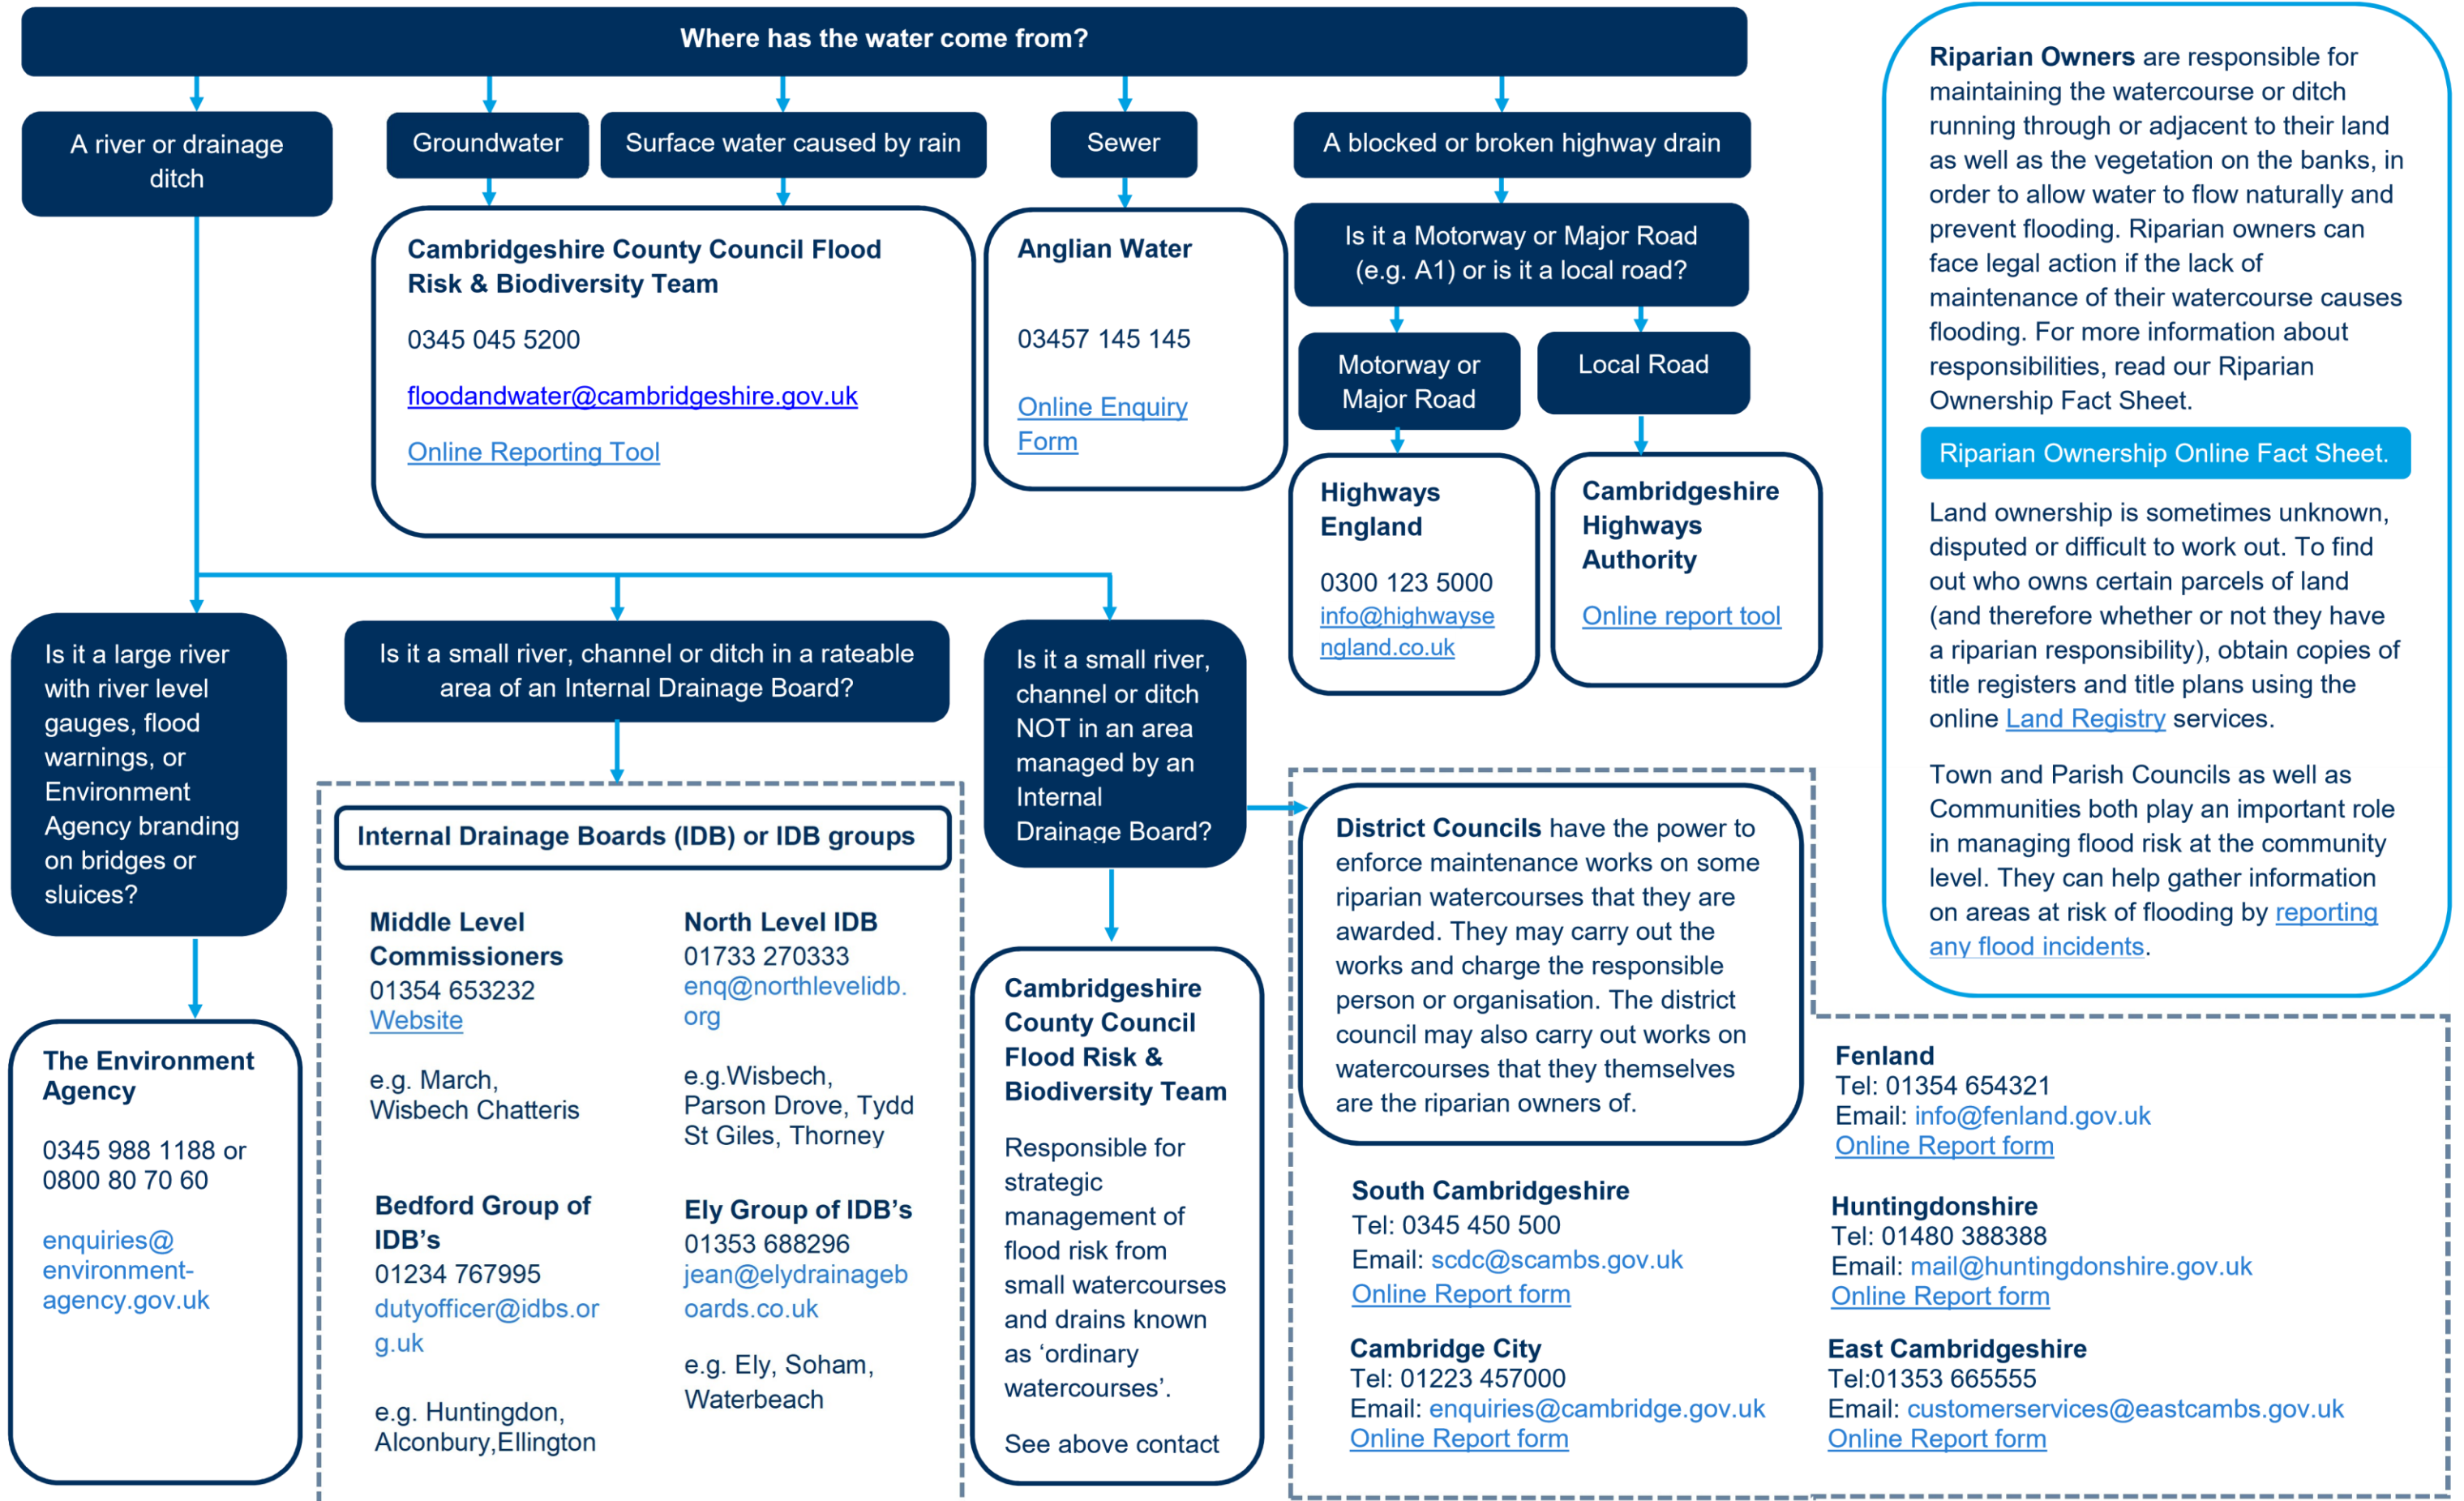 Where has the water come from?
A river or drainage
ditch
Groundwater
Surface water caused by rain
Sewer
A blocked or broken highway drain
Cambridgeshire County Council Flood
Risk & Biodiversity Team
0345 045 5200
floodandwater@cambridgeshire.gov.uk
Online Reporting Tool
Anglian Water
03457 145 145
Online Enquiry
Form
Is it a Motorway or Major Road
(e.g. A1) or is it a local road?
Motorway or
Major Road
Local Road
Highways
England
0300 123 5000
info@highwayse
ngland.co.uk
Cambridgeshire
Highways
Authority
Online report tool
Is it a large river
with river level
gauges, flood
warnings, or
Environment
Agency branding
on bridges or
sluices?
The Environment
Agency
0345 988 1188 or
0800 80 70 60
enquiries@
environment-
agency.gov.uk
Is it a small river, channel or ditch in a rateable
area of an Internal Drainage Board?
Internal Drainage Boards (IDB) or IDB groups
Middle Level
Commissioners
01354 653232
Website
e.g. March,
Wisbech Chatteris
North Level IDB
01733 270333
enq@northlevelidb.
org
e.g.Wisbech,
Parson Drove, Tydd
St Giles, Thorney
Bedford Group of
IDB's
01234 767995
dutyofficer@idbs.or
g.uk
e.g. Huntingdon,
Alconbury,Ellington
Ely Group of IDB's
01353 688296
jean@elydrainageb
oards.co.uk
e.g. Ely, Soham,
Waterbeach
Is it a small river,
channel or ditch
NOT in an area
managed by an
Internal
Drainage Board?
Cambridgeshire
County Council
Flood Risk &
Biodiversity Team
Responsible for
strategic
management of
flood risk from
small watercourses
and drains known
as ‘ordinary
watercourses’.
See above contact
District Councils have the power to
enforce maintenance works on some
riparian watercourses that they are
awarded. They may carry out the
works and charge the responsible
person or organisation. The district
council may also carry out works on
watercourses that they themselves
are the riparian owners of.
South Cambridgeshire
Tel: 0345 450 500
Email: scdc@scambs.gov.uk
Online Report form
Cambridge City
Tel: 01223 457000
Email: enquiries@cambridge.gov.uk
Online Report form
Fenland
Tel: 01354 654321
Email: info@fenland.gov.uk
Online Report form
Huntingdonshire
Tel: 01480 388388
Email: mail@huntingdonshire.gov.uk
Online Report form
East Cambridgeshire
Tel:01353 665555
Email: customerservices@eastcambs.gov.uk
Online Report form
Riparian Owners are responsible for
maintaining the watercourse or ditch
running through or adjacent to their land
as well as the vegetation on the banks, in
order to allow water to flow naturally and
prevent flooding. Riparian owners can
face legal action if the lack of
maintenance of their watercourse causes
flooding. For more information about
responsibilities, read our Riparian
Ownership Fact Sheet.
Riparian Ownership Online Fact Sheet.
Land ownership is sometimes unknown,
disputed or difficult to work out. To find
out who owns certain parcels of land
(and therefore whether or not they have
a riparian responsibility), obtain copies of
title registers and title plans using the
online Land Registry services.
Town and Parish Councils as well as
Communities both play an important role
in managing flood risk at the community
level. They can help gather information
on areas at risk of flooding by reporting
any flood incidents.